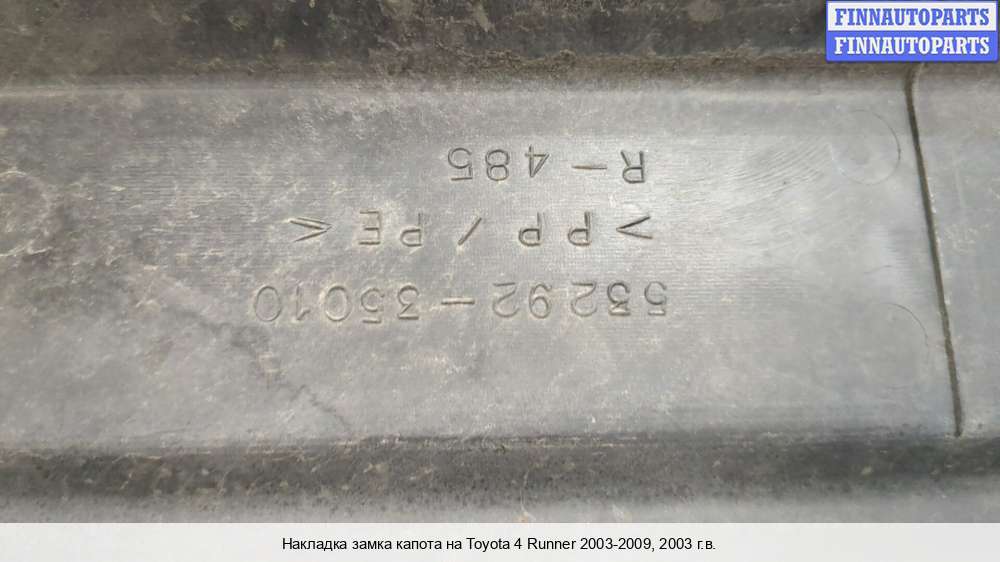 FINNAUTOPARTS
FINNAUTOPARTS
53292-35010
>PP/PE<
R-485
Накладка замка капота на Toyota 4 Runner 2003-2009, 2003 г.в.